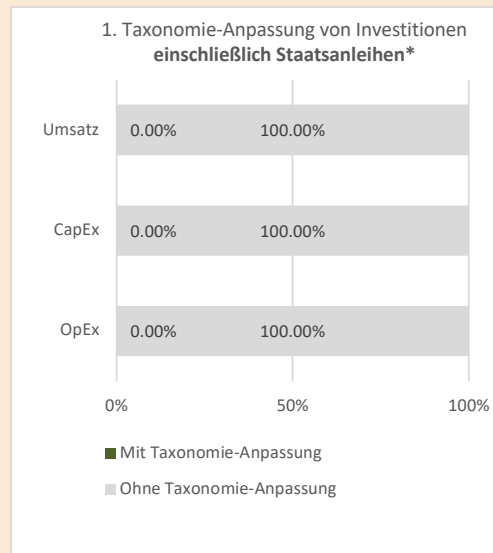 1. Taxonomie-Anpassung von Investitionen
einschließlich Staatsanleihen*
Umsatz 0.00% 100.00%
CapEx 0.00% 100.00%
OpEx 0.00% 100.00%
0% 50% 100%
Mit Taxonomie-Anpassung
Ohne Taxonomie-Anpassung